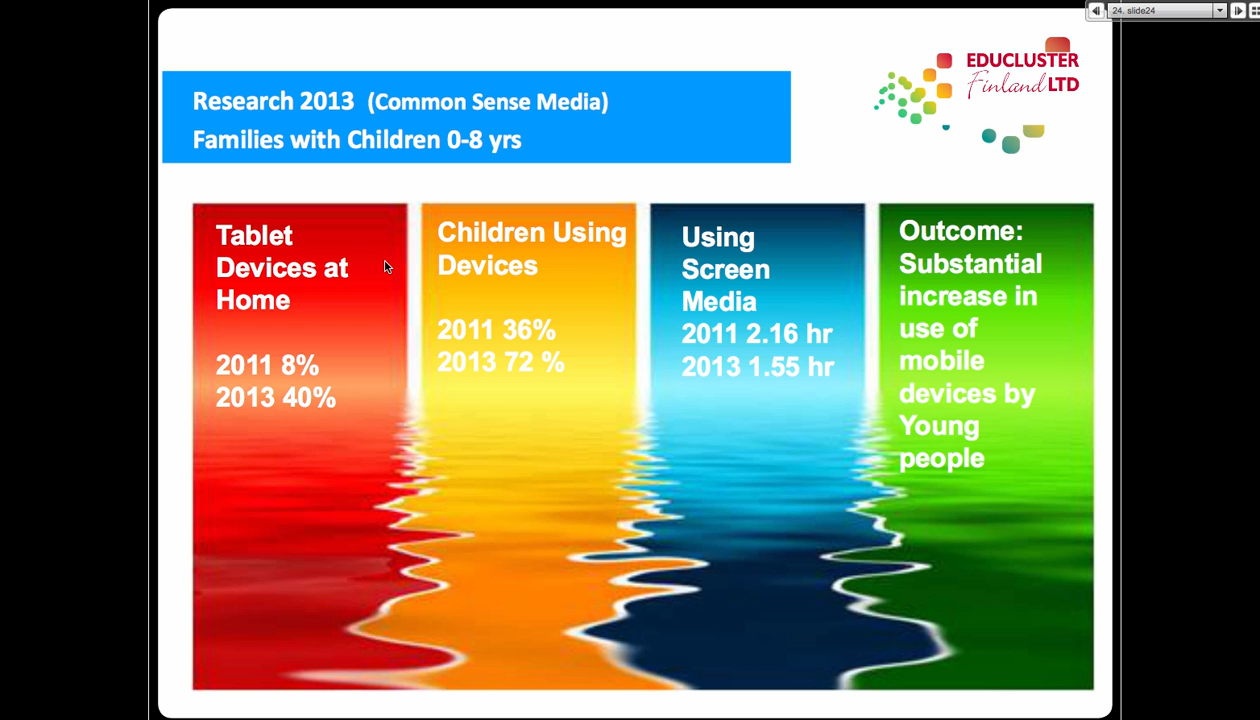 24. slide24
EDUCLUSTER
Finland LTD
Research 2013 (Common Sense Media)
Families with Children 0-8 yrs
Tablet
Devices at
Home
2011 8%
2013 40%
Children Using
Devices
2011 36%
2013 72 %
Using
Screen
Media
2011 2.16 hr
2013 1.55 hr
Outcome:
Substantial
increase in
use of
mobile
devices by
Young
people